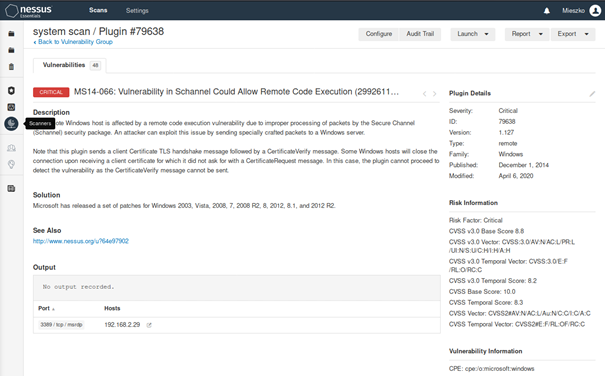 nessus
Essentials
Scans
Settings
Mieszko
system scan / Plugin #79638
‹ Back to Vulnerability Group
Configure
Audit Trail
Launch
Report
Export
Vulnerabilities 48
CRITICAL MS14-066: Vulnerability in Schannel Could Allow Remote Code Execution (2992611…
Scanners
Description
Windows host is affected by a remote code execution vulnerability due to improper processing of packets by the Secure Channel
(Schannel) security package. An attacker can exploit this issue by sending specially crafted packets to a Windows server.
Note that this plugin sends a client Certificate TLS handshake message followed by a CertificateVerify message. Some Windows hosts will close the
connection upon receiving a client certificate for which it did not ask for with a CertificateRequest message. In this case, the plugin cannot proceed to
detect the vulnerability as the CertificateVerify message cannot be sent.
Solution
Microsoft has released a set of patches for Windows 2003, Vista, 2008, 7, 2008 R2, 8, 2012, 8.1, and 2012 R2.
See Also
http://www.nessus.org/u?64e97902
Output
No output recorded.
Port
Hosts
3389 / tcp / msrdp
192.168.2.29
Plugin Details
Severity: Critical
ID: 79638
Version: 1.127
Type: remote
Family: Windows
Published: December 1, 2014
Modified: April 6, 2020
Risk Information
Risk Factor: Critical
CVSS v3.0 Base Score 8.8
CVSS v3.0 Vector: CVSS:3.0/AV:N/AC:L/PR:L
/UI:N/S:U/C:H/I:H/A:H
CVSS v3.0 Temporal Vector: CVSS:3.0/E:F
/RL:O/RC:C
CVSS v3.0 Temporal Score: 8.2
CVSS Base Score: 10.0
CVSS Temporal Score: 8.3
CVSS Vector: CVSS2#AV:N/AC:L/Au:N/C:C/I:C/A:C
CVSS Temporal Vector: CVSS2#E:F/RL:OF/RC:C
Vulnerability Information
CPE: cpe:/o:microsoft:windows